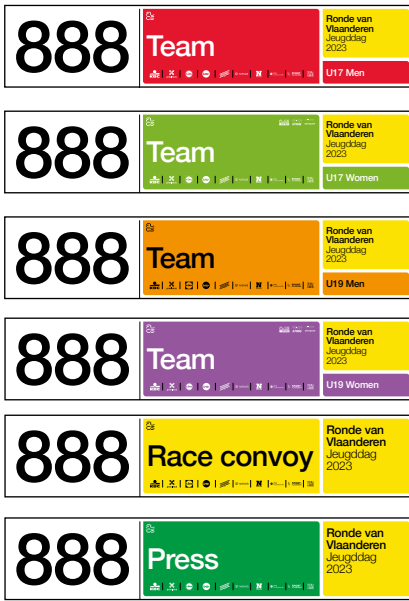 888
Team
Ronde van
Vlaanderen
Jeugddag
2023
U17 Men
888
Team
Ronde van
Vlaanderen
Jeugddag
2023
U17 Women
888
Team
Ronde van
Vlaanderen
Jeugddag
2023
U19 Men
888
Team
Ronde van
Vlaanderen
Jeugddag
2023
U19 Women
888
Race convoy
Ronde van
Vlaanderen
Jeugddag
2023
888
Press
Ronde van
Vlaanderen
Jeugddag
2023